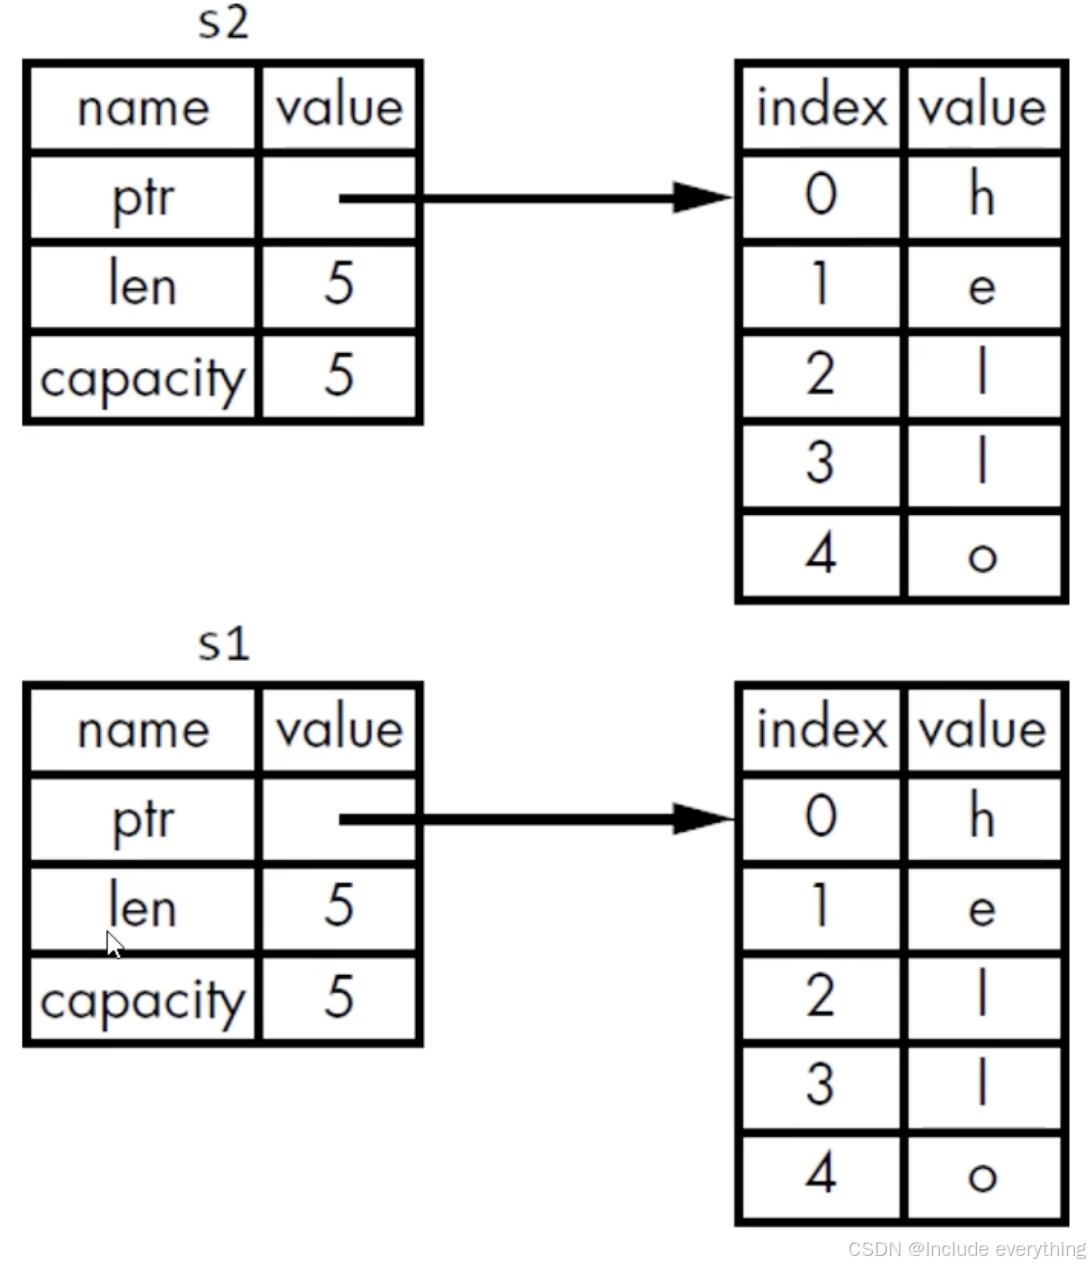 s2
name value
ptr
len 5
capacity 5
index value
0 h
1 e
2 l
3 l
4 o
s1
name value
ptr
len 5
capacity 5
index value
0 h
1 e
2 l
3 l
4 o
CSDN @Include everything